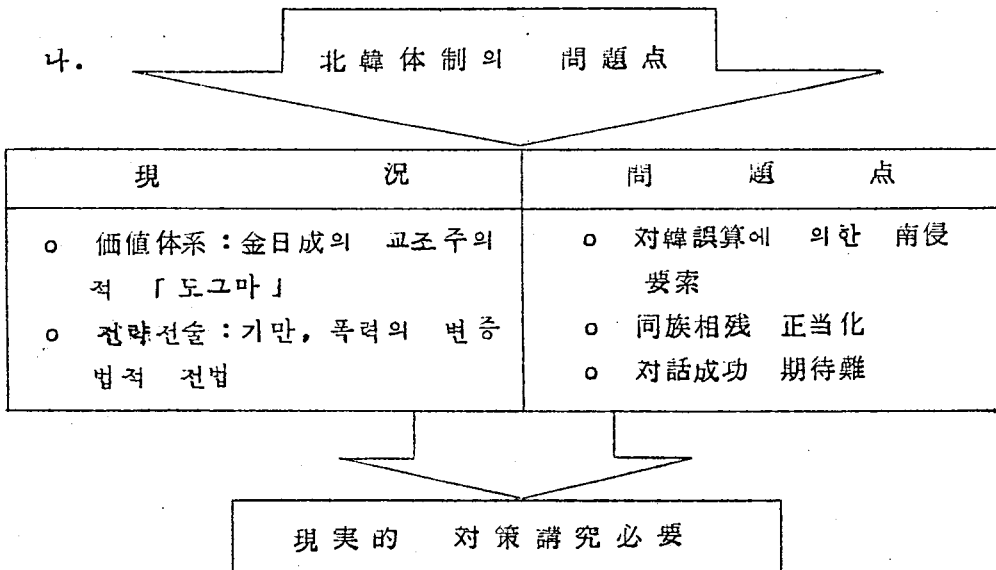 나.
北韓体制의 問題点
現況
問題点
o 価値体系 : 金日成의 교조주의
적 「도그마」
o 전략전술 : 기만, 폭력의 변증
법적 전법
o 対韓誤算에 의한 南侵
要索
o 同族相残 正当化
o 対話成功 期待難
現実的 対策講究必要